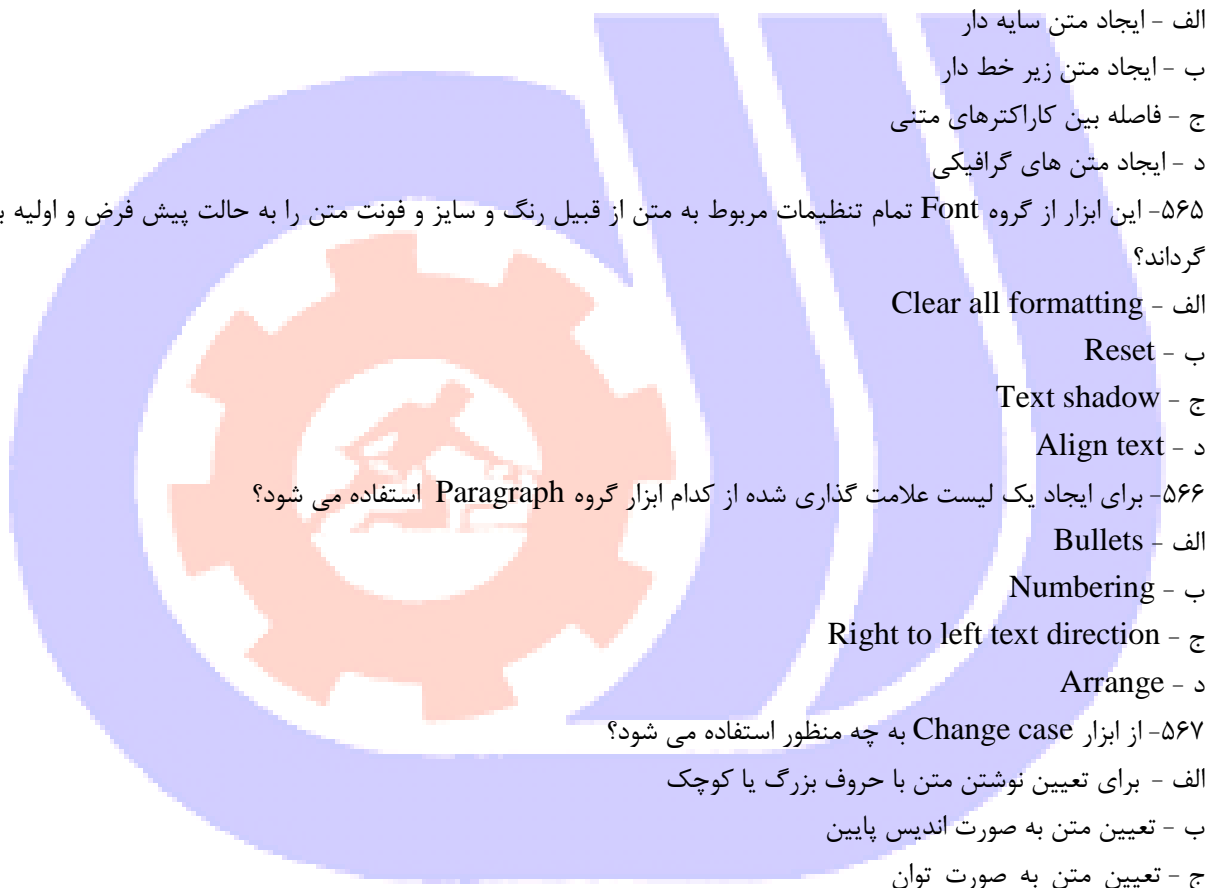 الف - ایجاد متن سایه دار
ب - ایجاد متن زیر خط دار
ج - فاصله بین کاراکترهای متنی
د - ایجاد متن های گرافیکی
۵۶۵- این ابزار از گروه Font تمام تنظیمات مربوط به متن از قبیل رنگ و سایز و فونت متن را به حالت پیش فرض و اولیه
گرداند؟
الف - Clear all formatting
ب - Reset
ج - Text shadow
د - Align text
۵۶۶- برای ایجاد یک لیست علامت گذاری شده از کدام ابزار گروه Paragraph استفاده می شود؟
الف - Bullets
ب - Numbering
ج - Right to left text direction
د - Arrange
۵۶۷- از ابزار Change case به چه منظور استفاده می شود؟
الف - برای تعیین نوشتن متن با حروف بزرگ یا کوچک
ب - تعیین متن به صورت اندیس پایین
ج - تعیین متن به صورت توان